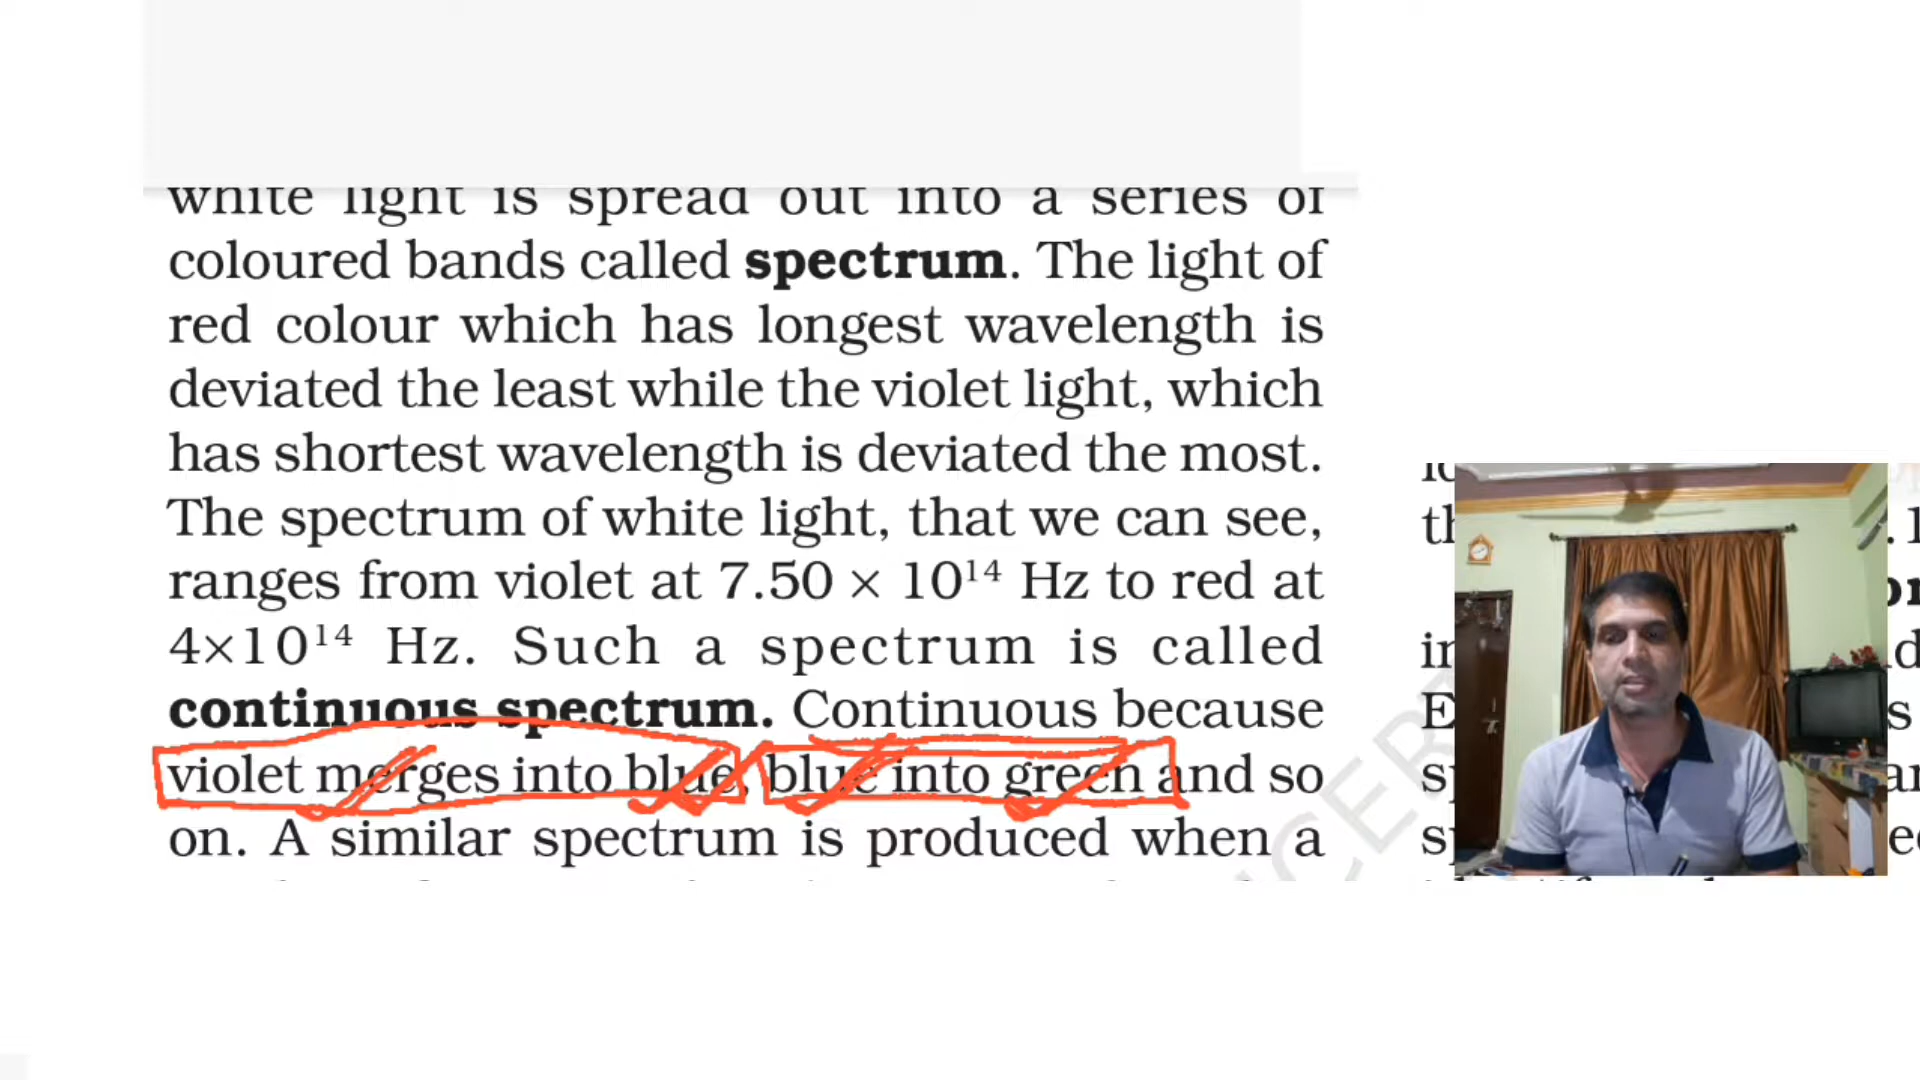 white light is spread out into a series of
coloured bands called spectrum. The light of
red colour which has longest wavelength is
deviated the least while the violet light, which
has shortest wavelength is deviated the most.
The spectrum of white light, that we can see,
ranges from violet at 7.50 × 10¹⁴ Hz to red at
4×10¹⁴ Hz. Such a spectrum is called
continuous spectrum. Continuous because
violet merges into blue, blue into green and so
on. A similar spectrum is produced when a